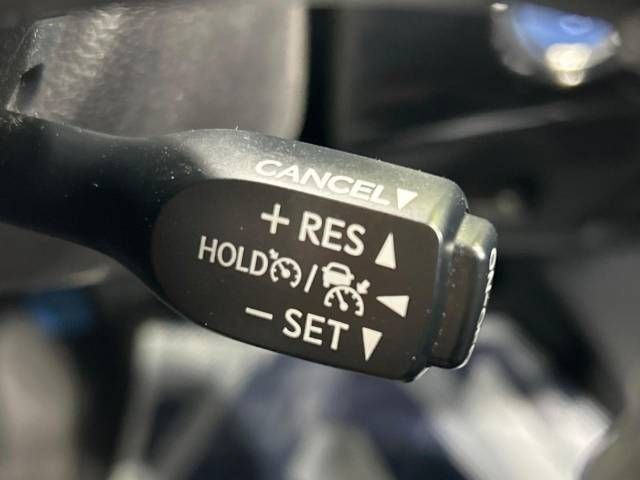 CANCEL▼
+ RES ▲
HOLD / ◀
− SET ▼